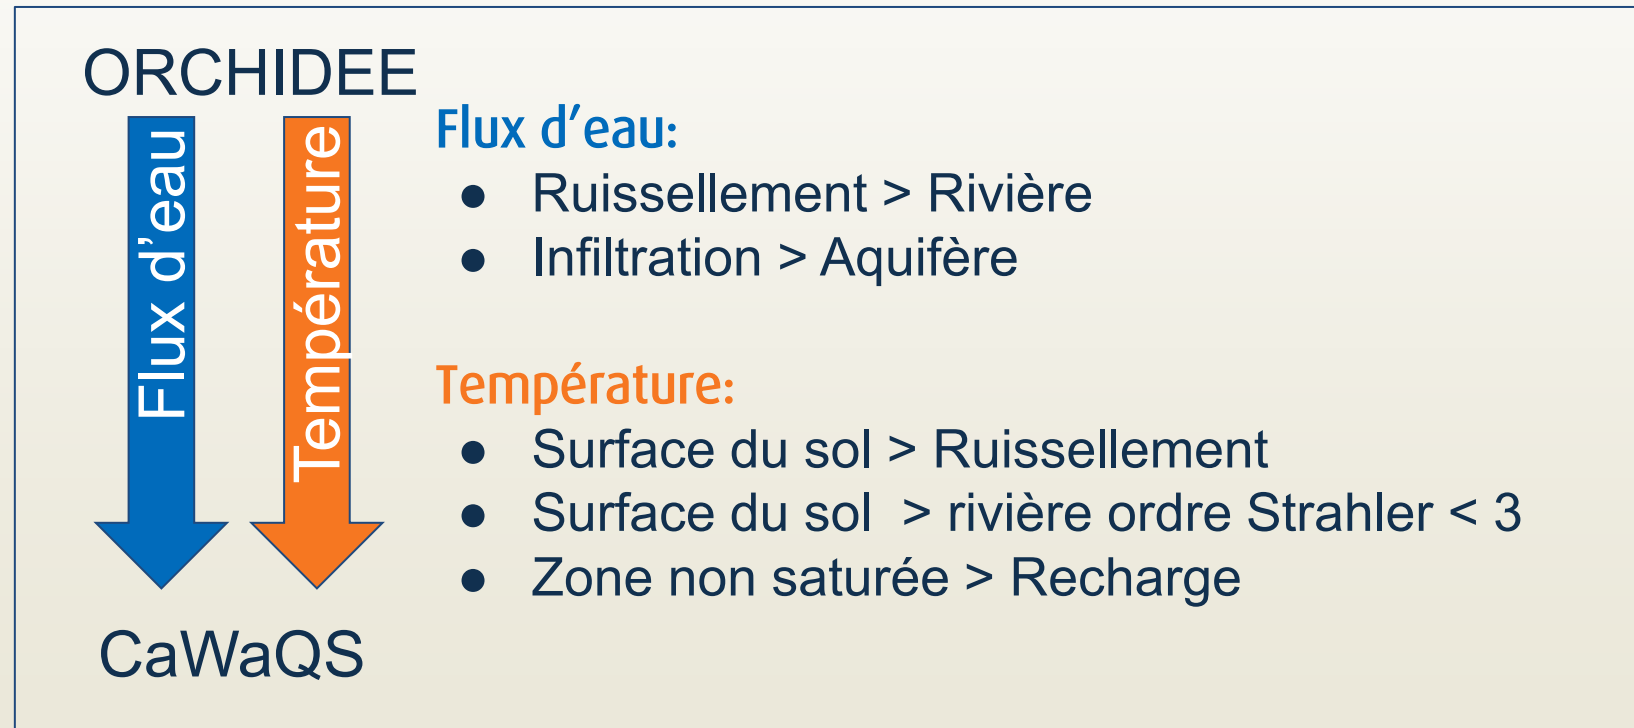 ORCHIDEE
Flux d'eau
Température
CaWaQS
Flux d'eau:
● Ruissellement > Rivière
● Infiltration > Aquifère
Température:
● Surface du sol > Ruissellement
● Surface du sol  > rivière ordre Strahler < 3
● Zone non saturée > Recharge